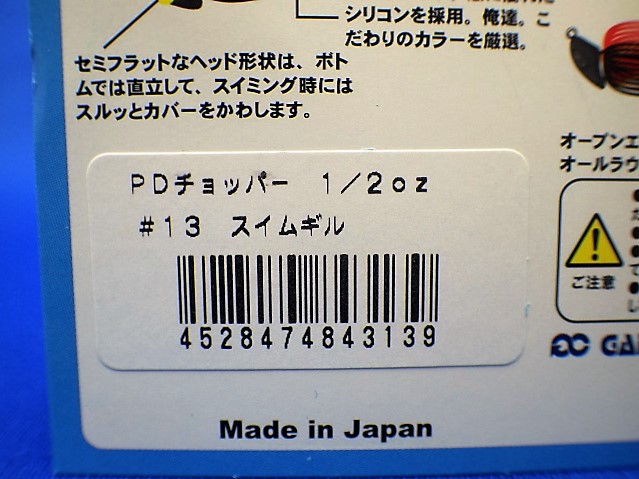 シリコンを採用。俺達。こ
だわりのカラーを厳選。
セミフラットなヘッド形状は、ボト
ムでは直立して、スイミング時には
スルッとカバーをかわします。
オープンエ
オールラウ
PDチョッパー 1/2oz
#13 スイムギル
4528474843139
ご注意
Made in Japan